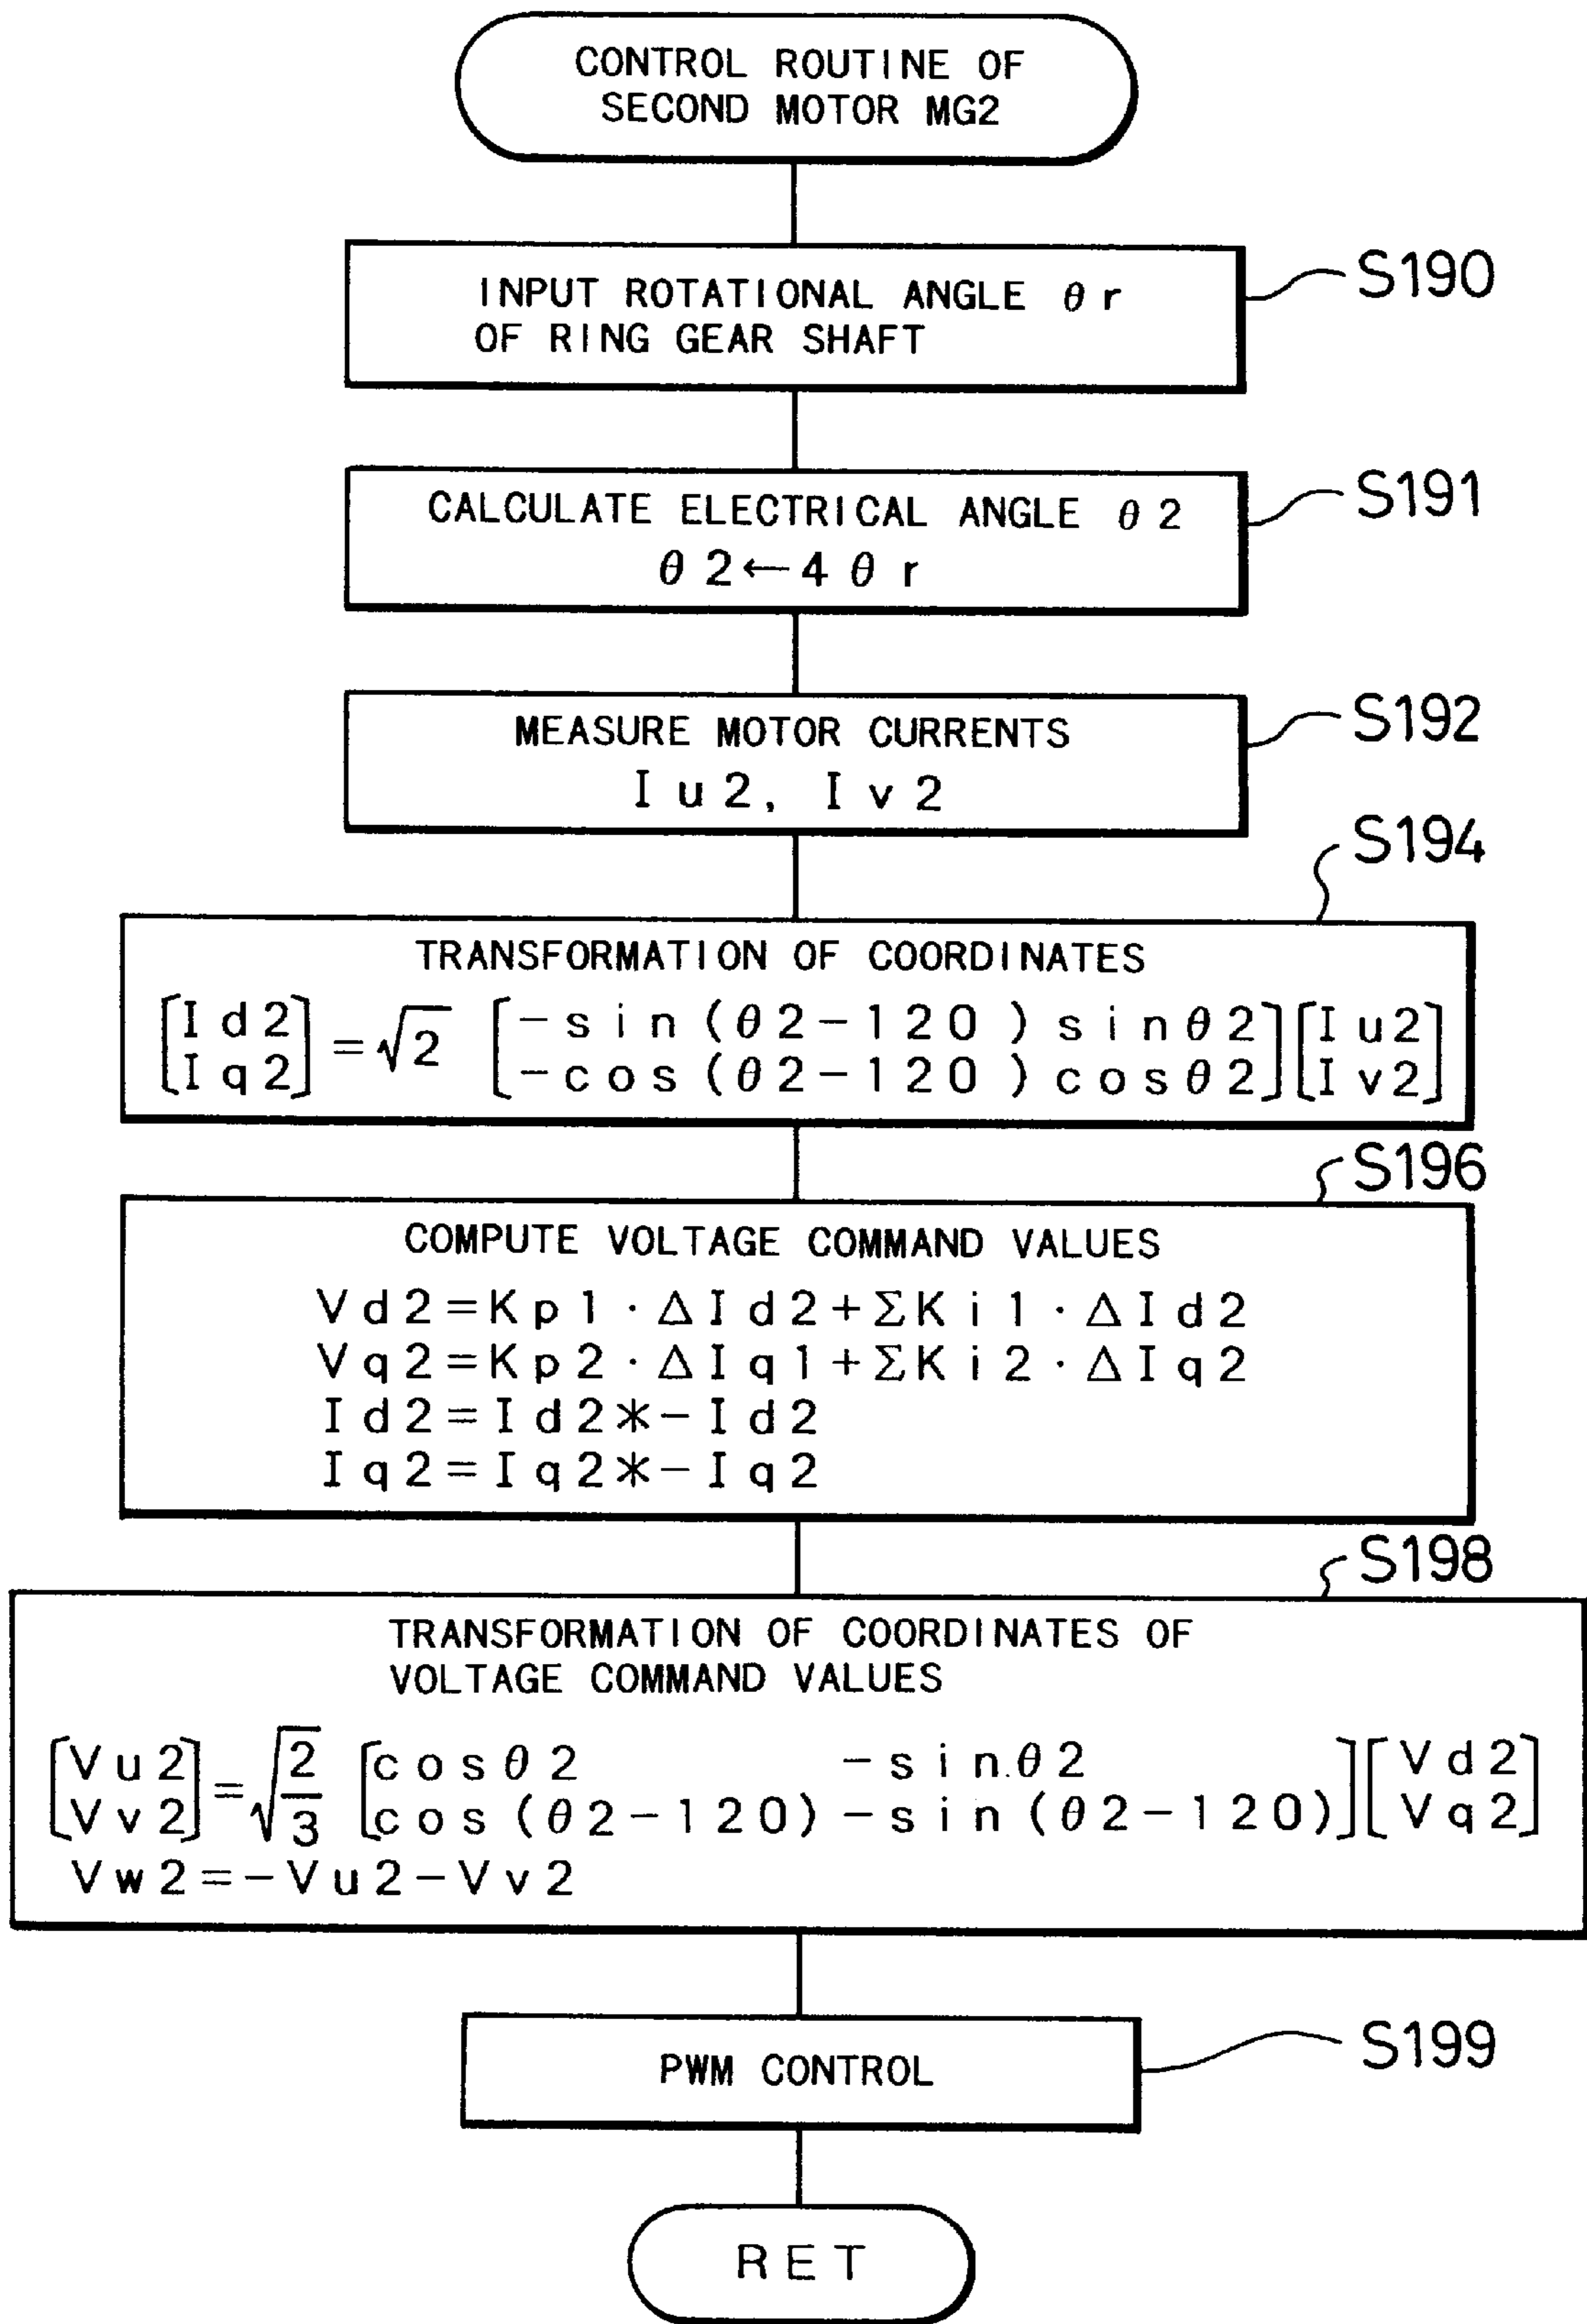 CONTROL ROUTINE OF
SECOND MOTOR MG2
S190
INPUT ROTATIONAL ANGLE θr
OF RING GEAR SHAFT
S191
CALCULATE ELECTRICAL ANGLE θ2
θ2←4θr
S192
MEASURE MOTOR CURRENTS
Iu2, Iv2
S194
TRANSFORMATION OF COORDINATES
[Id2] = √2 [-sin(θ2-120) sinθ2][Iu2]
[Iq2] [-cos(θ2-120) cosθ2][Iv2]
S196
COMPUTE VOLTAGE COMMAND VALUES
Vd2=Kp1·ΔId2+ΣKi1·ΔId2
Vq2=Kp2·ΔIq1+ΣKi2·ΔIq2
Id2=Id2*-Id2
Iq2=Iq2*-Iq2
S198
TRANSFORMATION OF COORDINATES OF
VOLTAGE COMMAND VALUES
[Vu2] = √2/3 [cosθ2 -sin.θ2][Vd2]
[Vv2] [cos(θ2-120) -sin(θ2-120)][Vq2]
Vw2=-Vu2-Vv2
S199
PWM CONTROL
RET